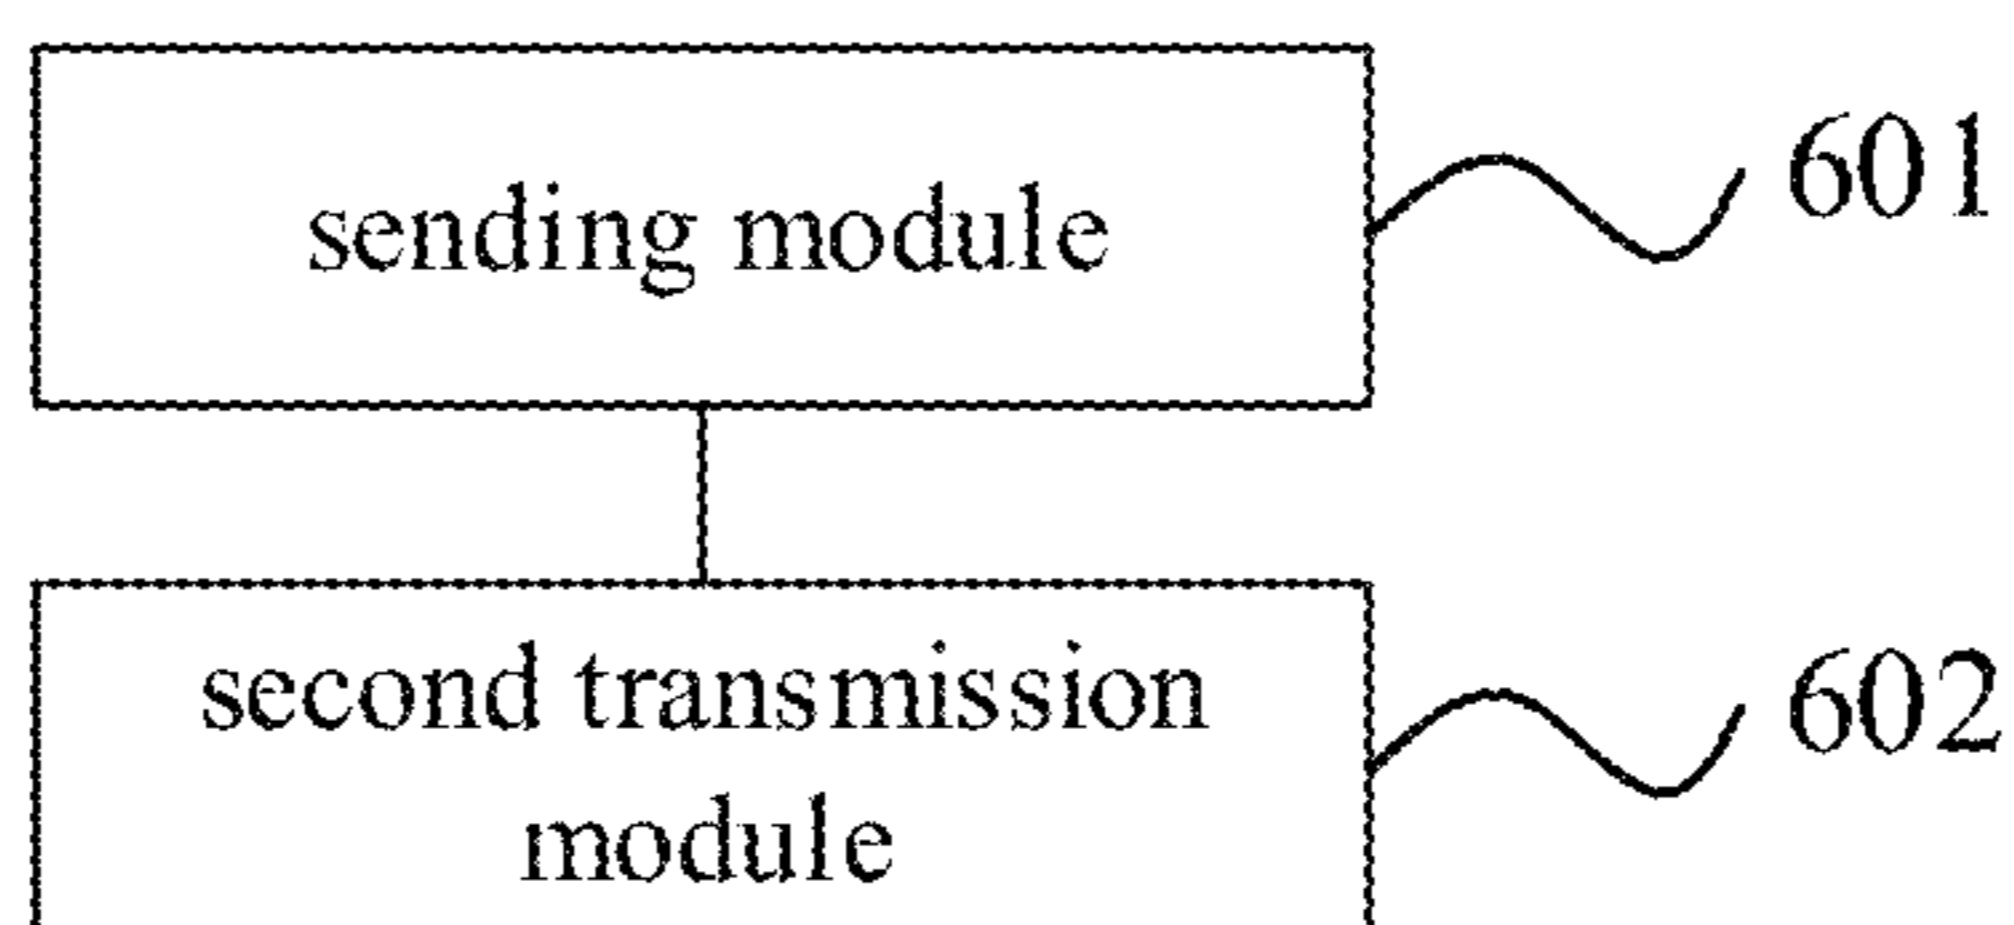 sending module
601
second transmission
module
602